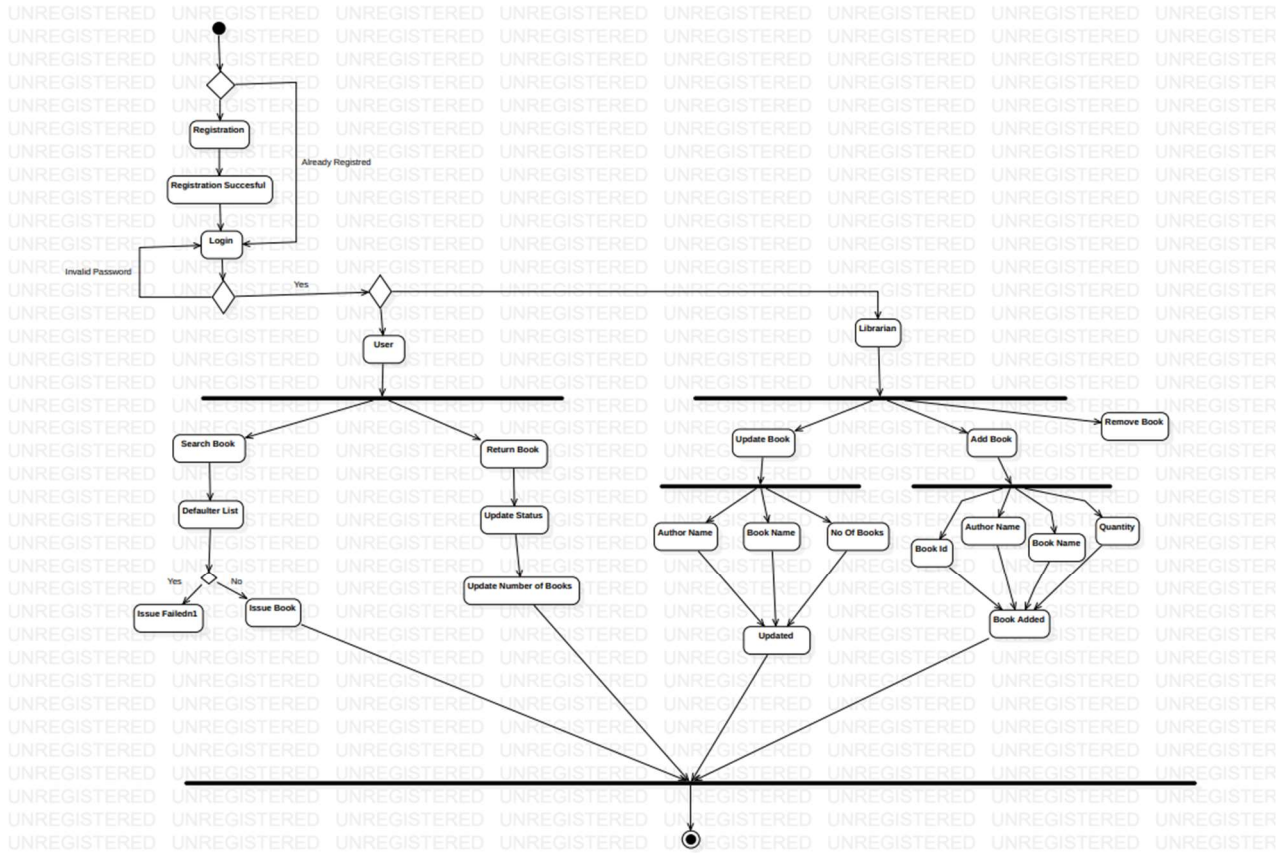 Registration
Already Registred
Registration Succesful
Login
Invalid Password
Yes
User
Librarian
Search Book
Return Book
Update Book
Add Book
Remove Book
Defaulter List
Update Status
Author Name
Book Name
No Of Books
Book Id
Author Name
Book Name
Quantity
Yes
No
Update Number of Books
Issue Failedn1
Issue Book
Updated
Book Added
UNREGISTERED